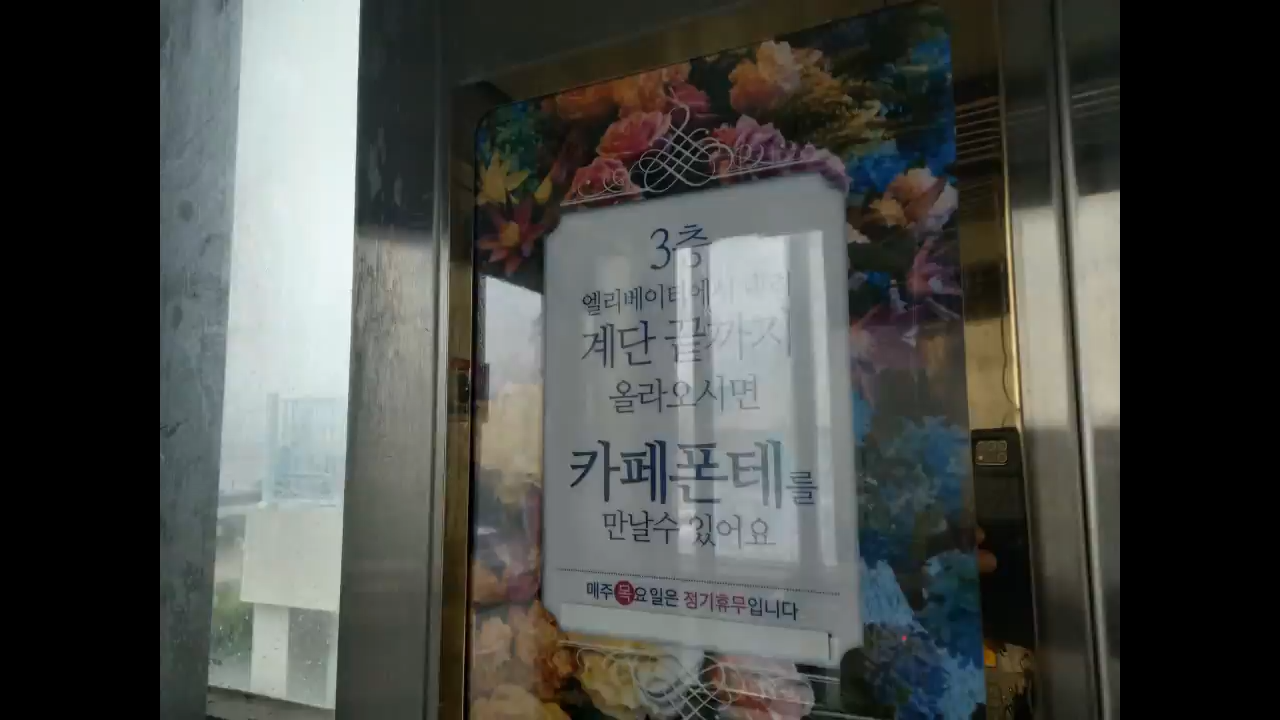 3층
엘리베이터에서 내려
계단 끝까지
올라오시면
카페폰테를
만날수 있어요
매주 목요일은 정기휴무입니다